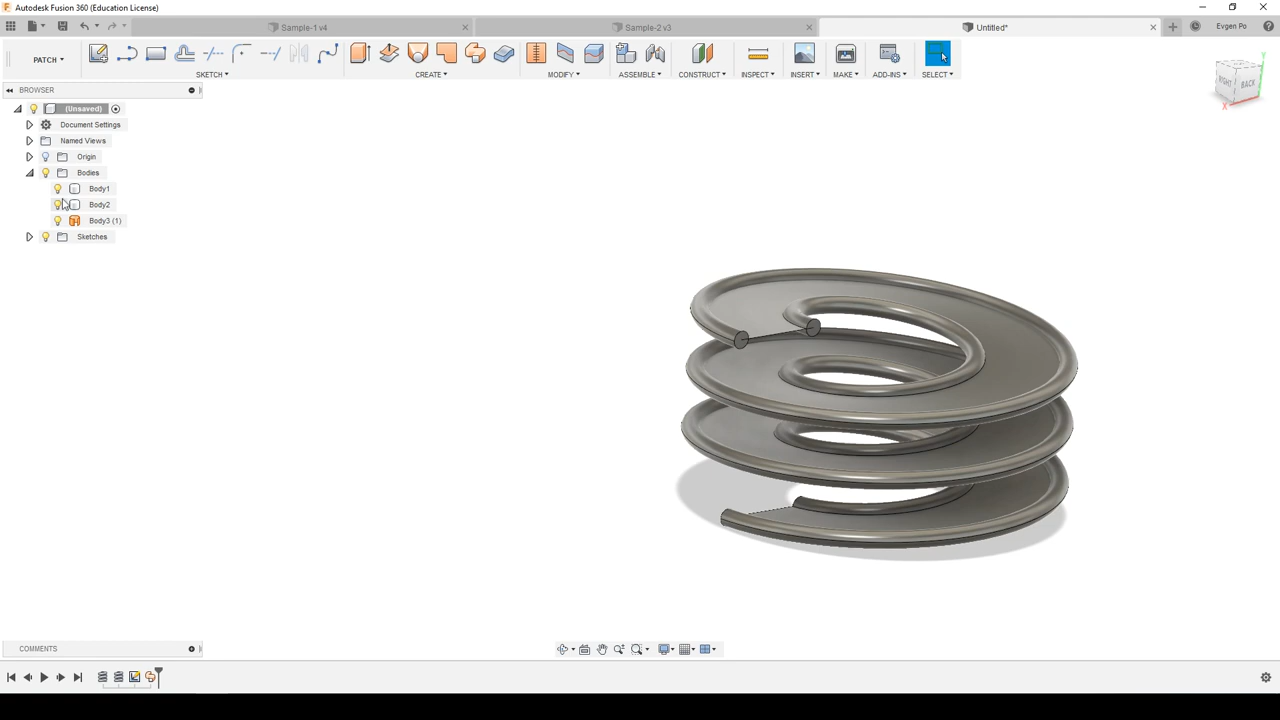 Autodesk Fusion 360 (Education License)
Sample-1 v4
Sample-2 v3
Untitled*
Evgen Po
PATCH
SKETCH
CREATE
MODIFY
ASSEMBLE
CONSTRUCT
INSPECT
INSERT
MAKE
ADD-INS
SELECT
BROWSER
(Unsaved)
Document Settings
Named Views
Origin
Bodies
Body1
Body2
Body3 (1)
Sketches
RIGHT
BACK
Y
X
COMMENTS